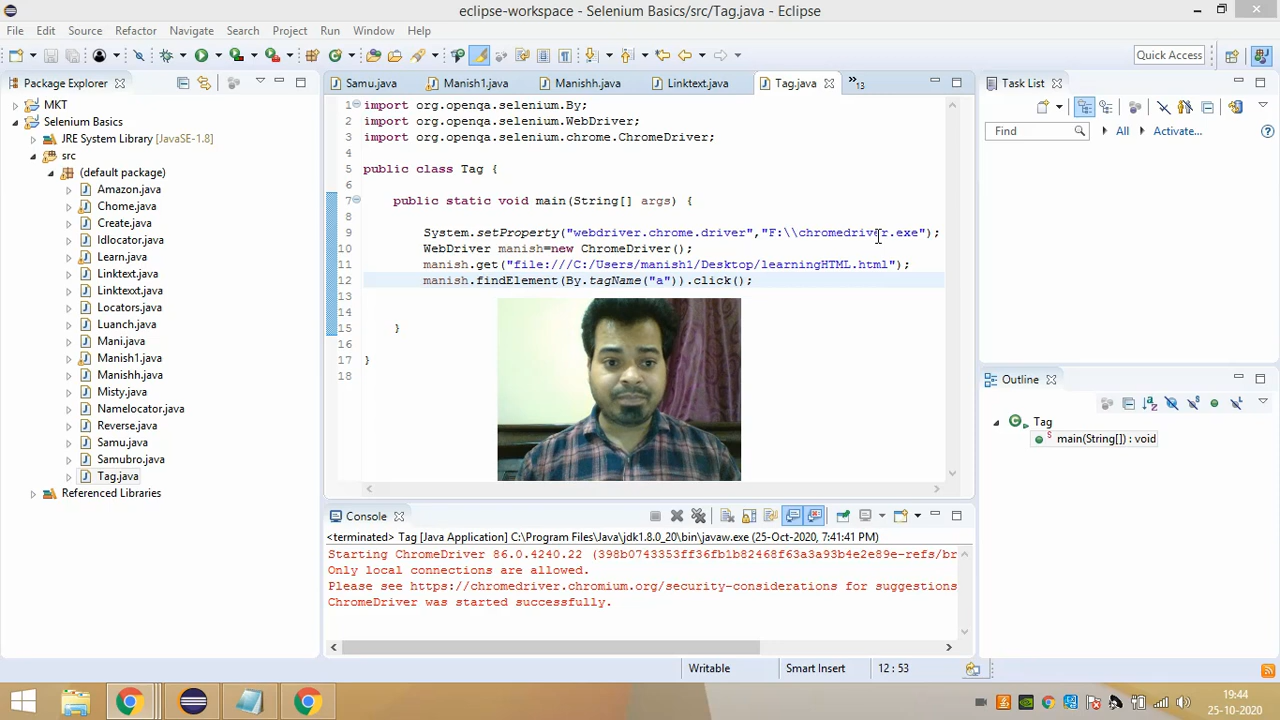 eclipse-workspace - Selenium Basics/src/Tag.java - Eclipse
File Edit Source Refactor Navigate Search Project Run Window Help
Quick Access
Package Explorer
Samu.java
Manish1.java
Manishh.java
Linktext.java
Tag.java
13
Task List
MKT
Selenium Basics
JRE System Library [JavaSE-1.8]
src
(default package)
Amazon.java
Chome.java
Create.java
Idlocator.java
Learn.java
Linktext.java
Linktexxt.java
Locators.java
Luanch.java
Mani.java
Manish1.java
Manishh.java
Misty.java
Namelocator.java
Reverse.java
Samu.java
Samubro.java
Tag.java
Referenced Libraries
1 import org.openqa.selenium.By;
2 import org.openqa.selenium.WebDriver;
3 import org.openqa.selenium.chrome.ChromeDriver;
4
5 public class Tag {
6
7 public static void main(String[] args) {
8
9 System.setProperty("webdriver.chrome.driver","F:\\chromedriver.exe");
10 WebDriver manish=new ChromeDriver();
11 manish.get("file:///C:/Users/manish1/Desktop/learningHTML.html");
12 manish.findElement(By.tagName("a")).click();
13
14
15 }
16
17 }
18
Find All Activate...
Outline
Tag
main(String[]) : void
Console
<terminated> Tag [Java Application] C:\Program Files\Java\jdk1.8.0_20\bin\javaw.exe (25-Oct-2020, 7:41:41 PM)
Starting ChromeDriver 86.0.4240.22 (398b0743353ff36fb1b82468f63a3a93b4e2e89e-refs/br
Only local connections are allowed.
Please see https://chromedriver.chromium.org/security-considerations for suggestions
ChromeDriver was started successfully.
Writable Smart Insert 12 : 53
19:44
25-10-2020